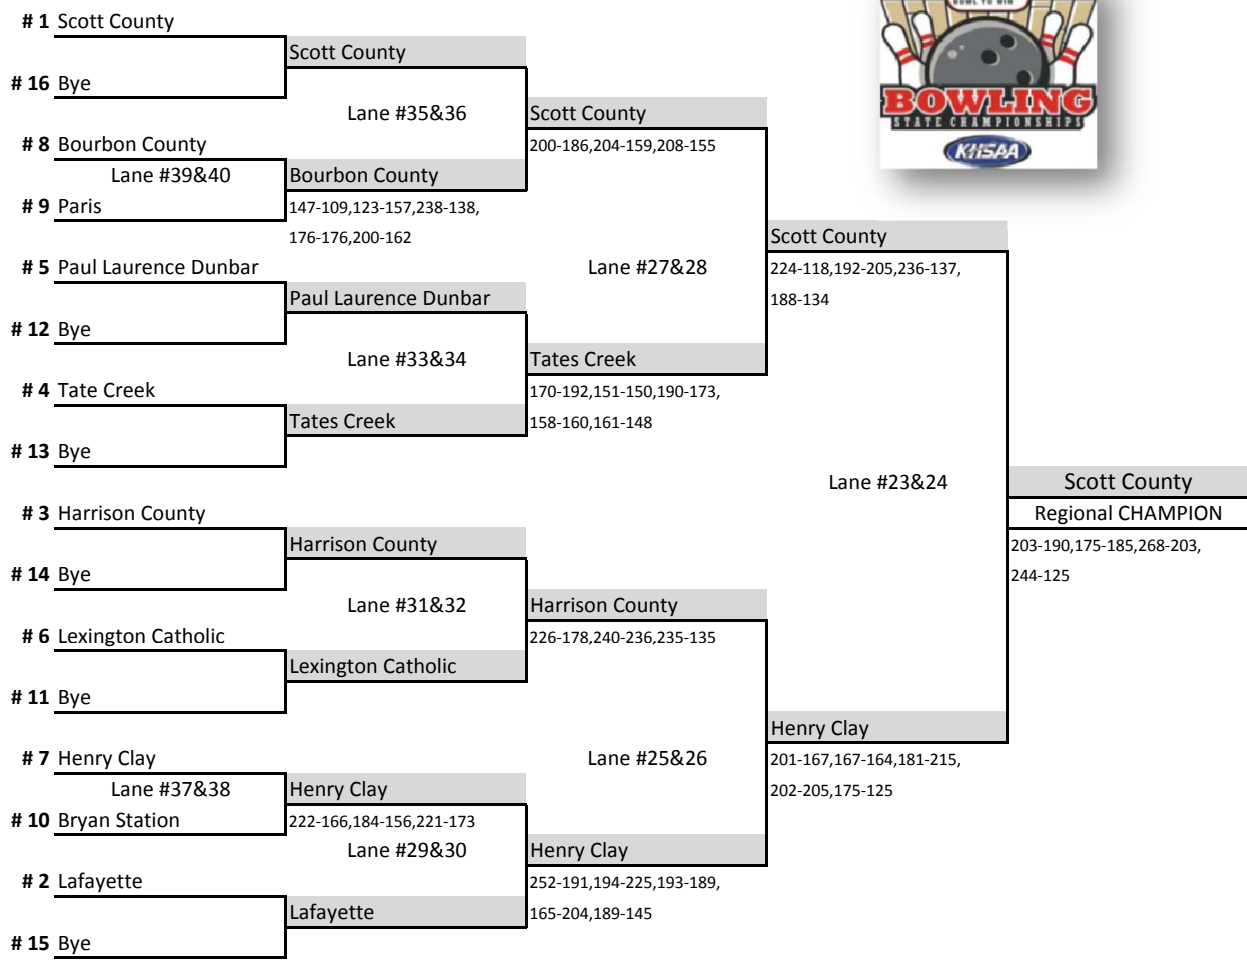 BOWL TO WIN
# 1 Scott County
Scott County
# 16 Bye
BOWLING
STATE CHAMPIONSHIPS
KHSAA
Lane #35&36
Scott County
# 8 Bourbon County
200-186,204-159,208-155
Lane #39&40
Bourbon County
# 9 Paris
147-109,123-157,238-138,
176-176,200-162
Scott County
# 5 Paul Laurence Dunbar
Lane #27&28
224-118,192-205,236-137,
188-134
Paul Laurence Dunbar
# 12 Bye
Lane #33&34
Tates Creek
# 4 Tate Creek
170-192,151-150,190-173,
158-160,161-148
Tates Creek
# 13 Bye
Lane #23&24
Scott County
# 3 Harrison County
Regional CHAMPION
203-190,175-185,268-203,
244-125
Harrison County
# 14 Bye
Lane #31&32
Harrison County
# 6 Lexington Catholic
226-178,240-236,235-135
Lexington Catholic
# 11 Bye
Henry Clay
# 7 Henry Clay
Lane #25&26
201-167,167-164,181-215,
202-205,175-125
Lane #37&38
Henry Clay
# 10 Bryan Station
222-166,184-156,221-173
Lane #29&30
Henry Clay
# 2 Lafayette
252-191,194-225,193-189,
165-204,189-145
Lafayette
# 15 Bye